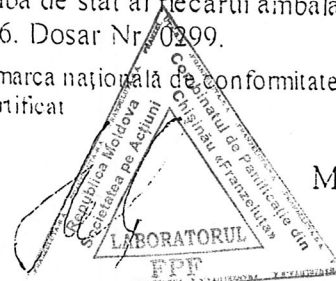 de stat al fiecărui ambala
6. Dosar Nr. 0299.
marca națională de conformitate
rtificat
Republica Moldova
Societatea pe Acțiuni
Combinatul de Panificație din
Chișinău «Franzeluța»
M
LABORATORUL
FPF